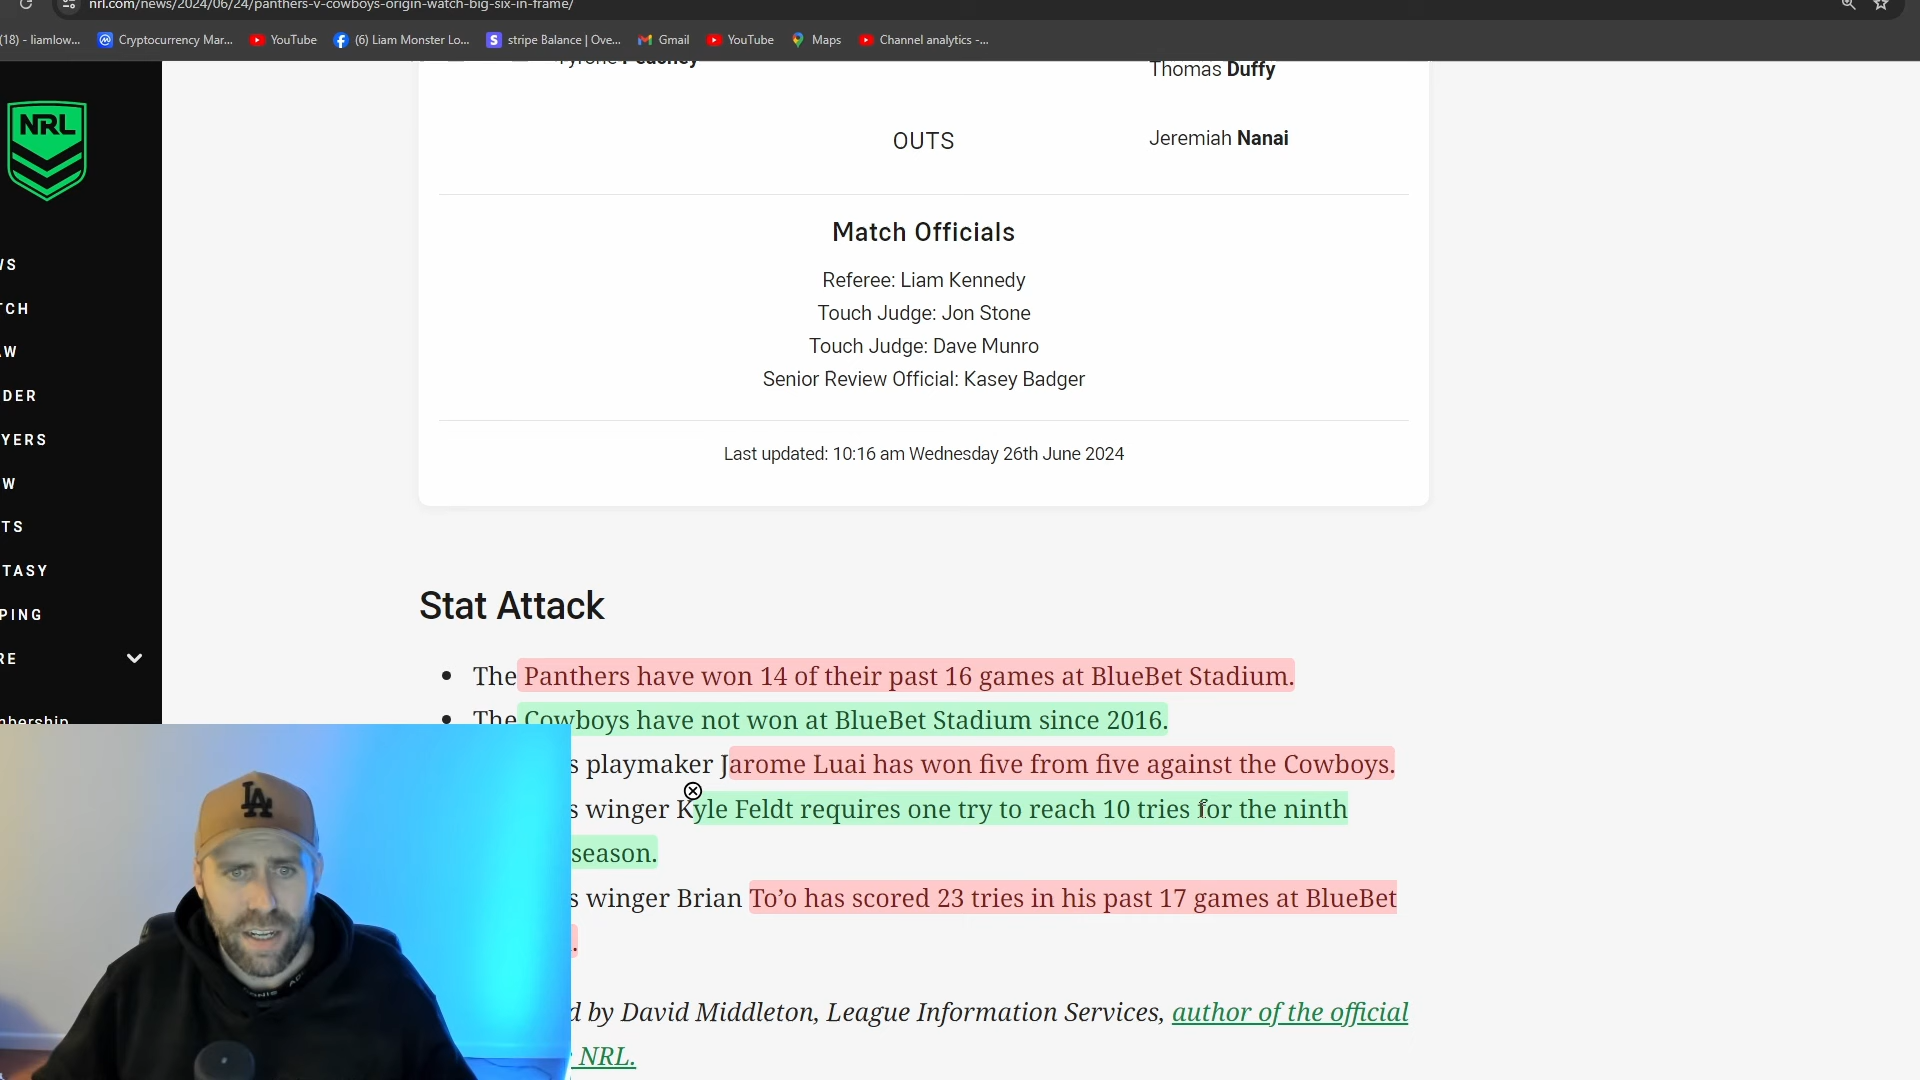 nrl.com/news/2024/06/24/panthers-v-cowboys-origin-watch-big-six-in-frame/
(18) - liamlow... Cryptocurrency Mar... YouTube (6) Liam Monster Lo... stripe Balance | Ove... Gmail YouTube Maps Channel analytics -...
Thomas Duffy
NRL
OUTS
Jeremiah Nanai
Match Officials
Referee: Liam Kennedy
Touch Judge: Jon Stone
Touch Judge: Dave Munro
Senior Review Official: Kasey Badger
Last updated: 10:16 am Wednesday 26th June 2024
Stat Attack
The Panthers have won 14 of their past 16 games at BlueBet Stadium.
The Cowboys have not won at BlueBet Stadium since 2016.
s playmaker Jarome Luai has won five from five against the Cowboys.
s winger Kyle Feldt requires one try to reach 10 tries for the ninth
season.
s winger Brian To’o has scored 23 tries in his past 17 games at BlueBet
.
d by David Middleton, League Information Services, author of the official
NRL.
LA